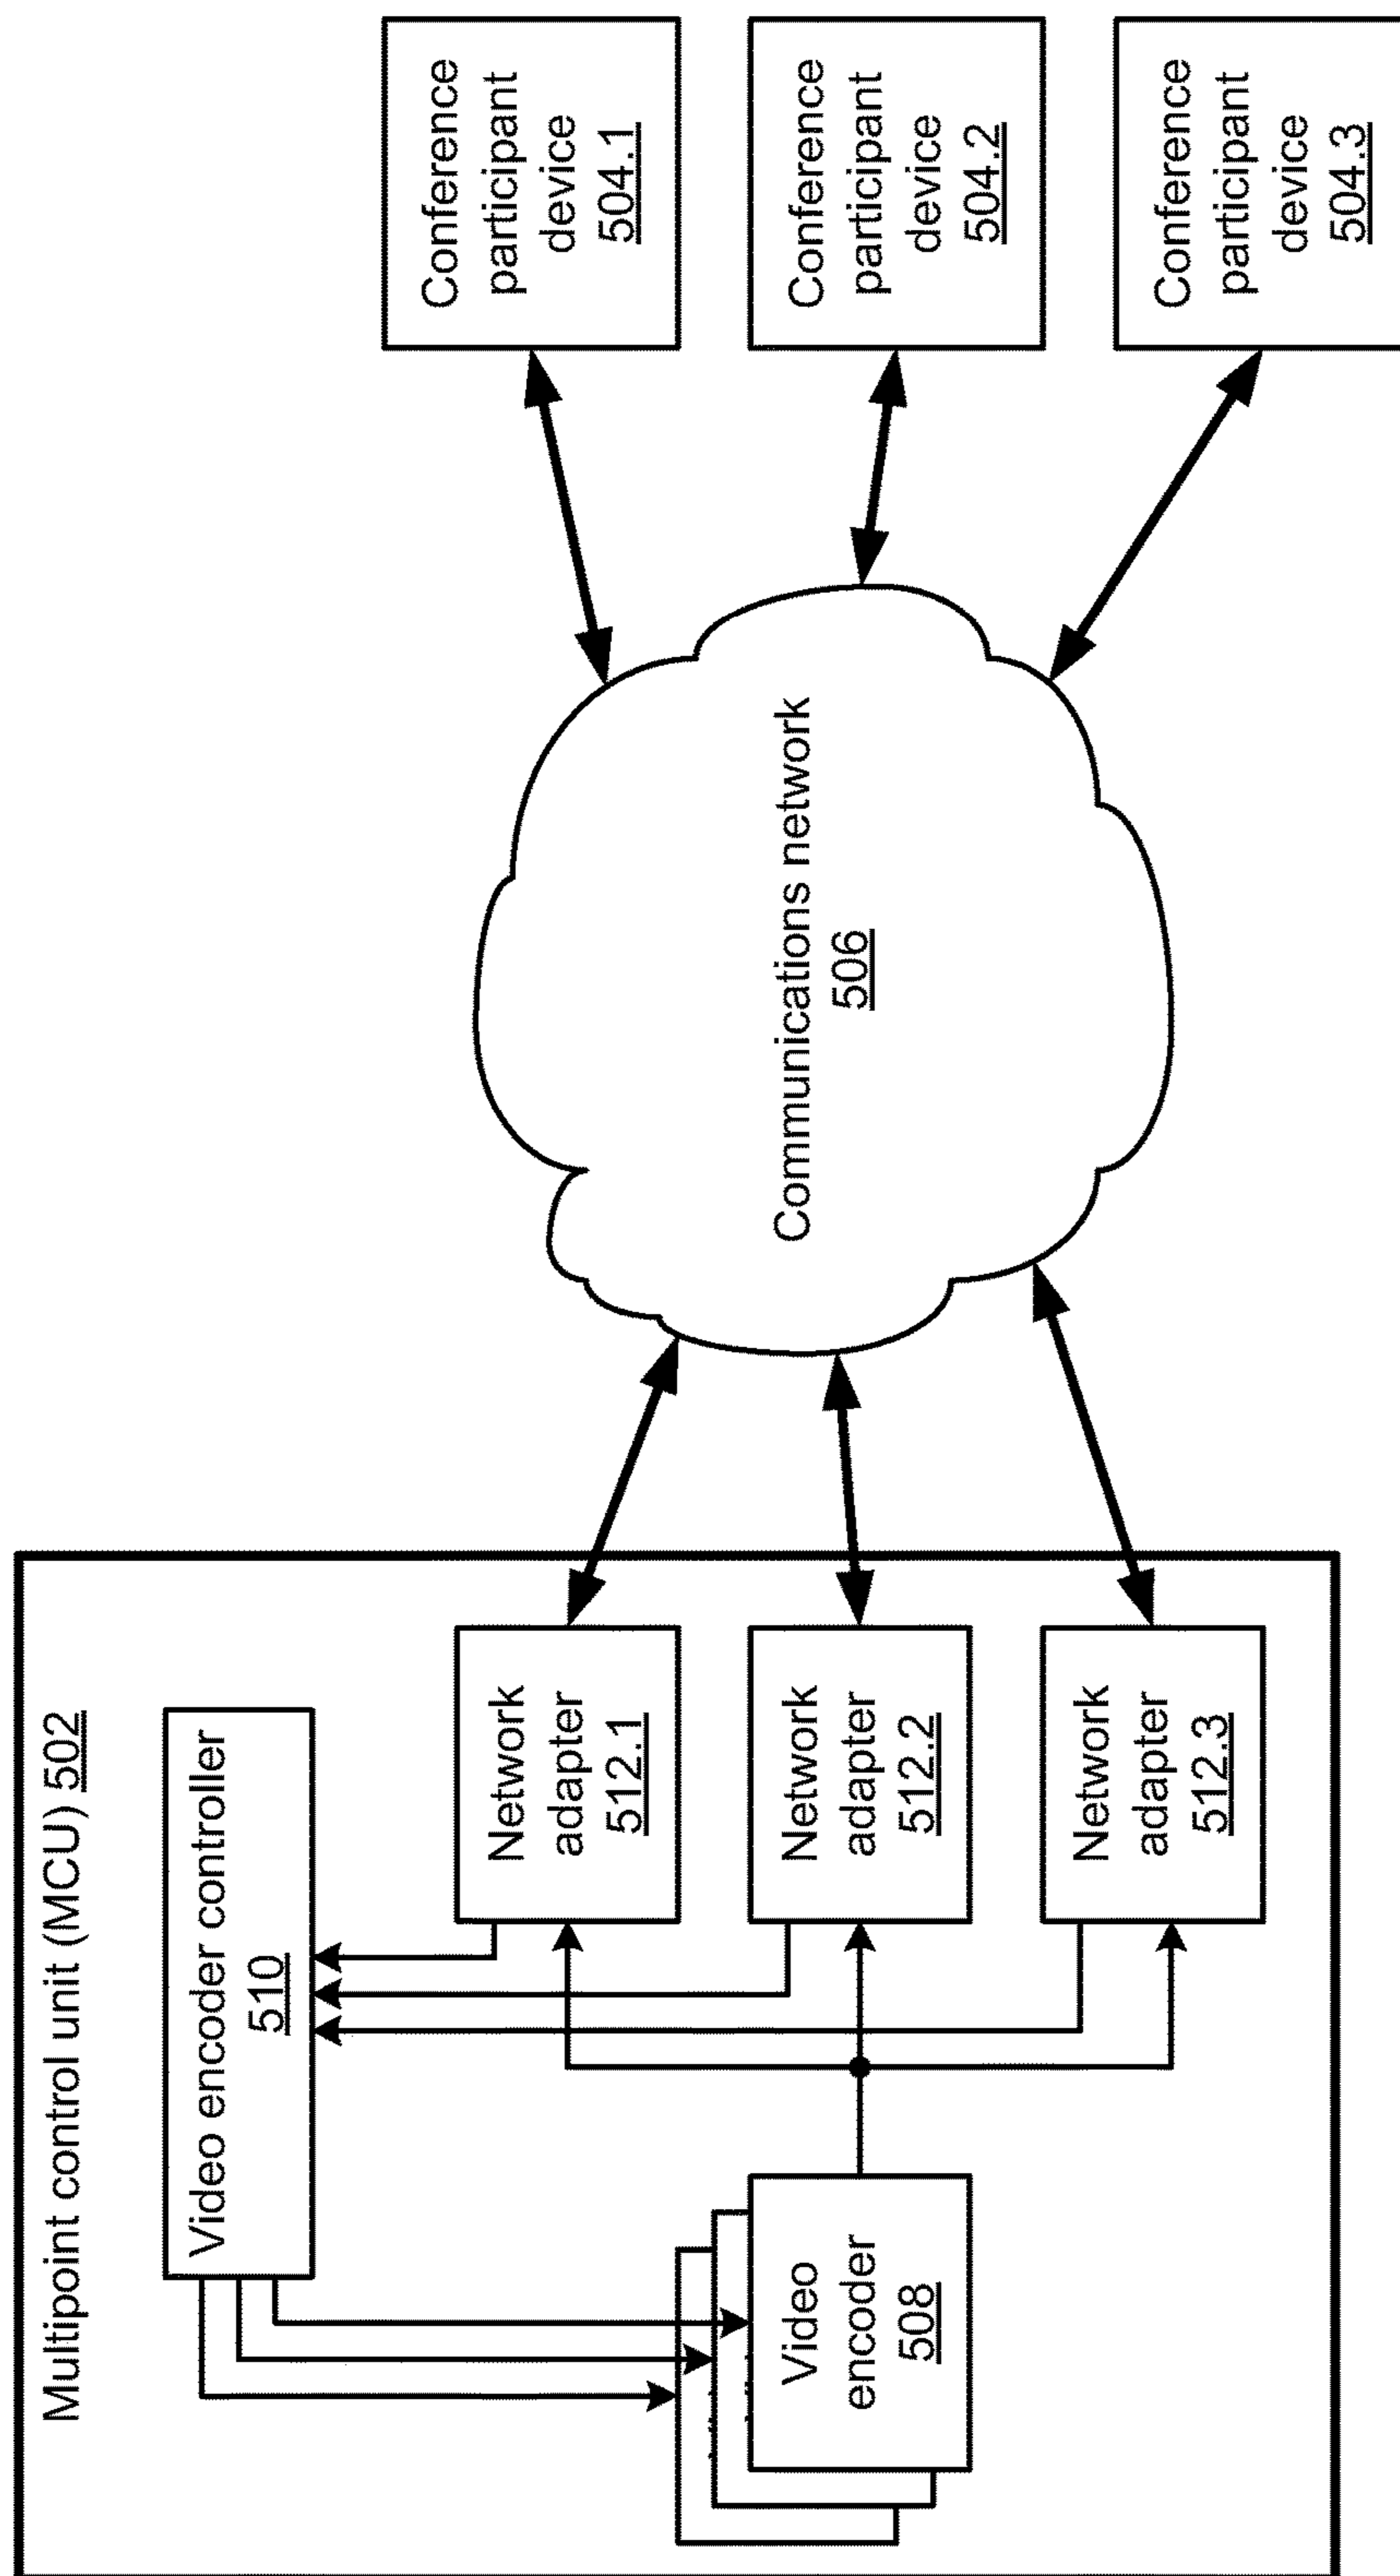 Multipoint control unit (MCU) 502
Video encoder controller
510
Video
encoder
508
Network
adapter
512.1
Network
adapter
512.2
Network
adapter
512.3
Communications network
506
Conference
participant
device
504.1
Conference
participant
device
504.2
Conference
participant
device
504.3